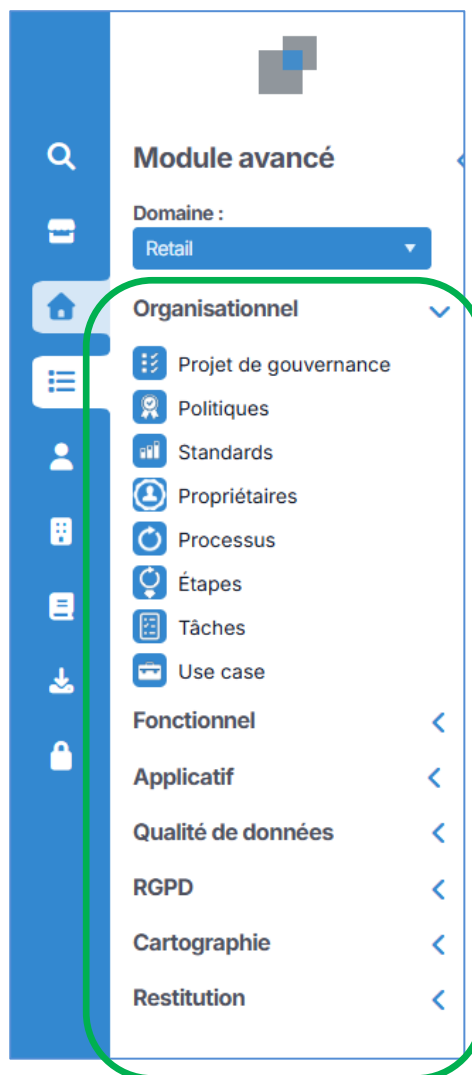 Module avancé
Domaine :
Retail
Organisationnel
Projet de gouvernance
Politiques
Standards
Propriétaires
Processus
Étapes
Tâches
Use case
Fonctionnel
Applicatif
Qualité de données
RGPD
Cartographie
Restitution